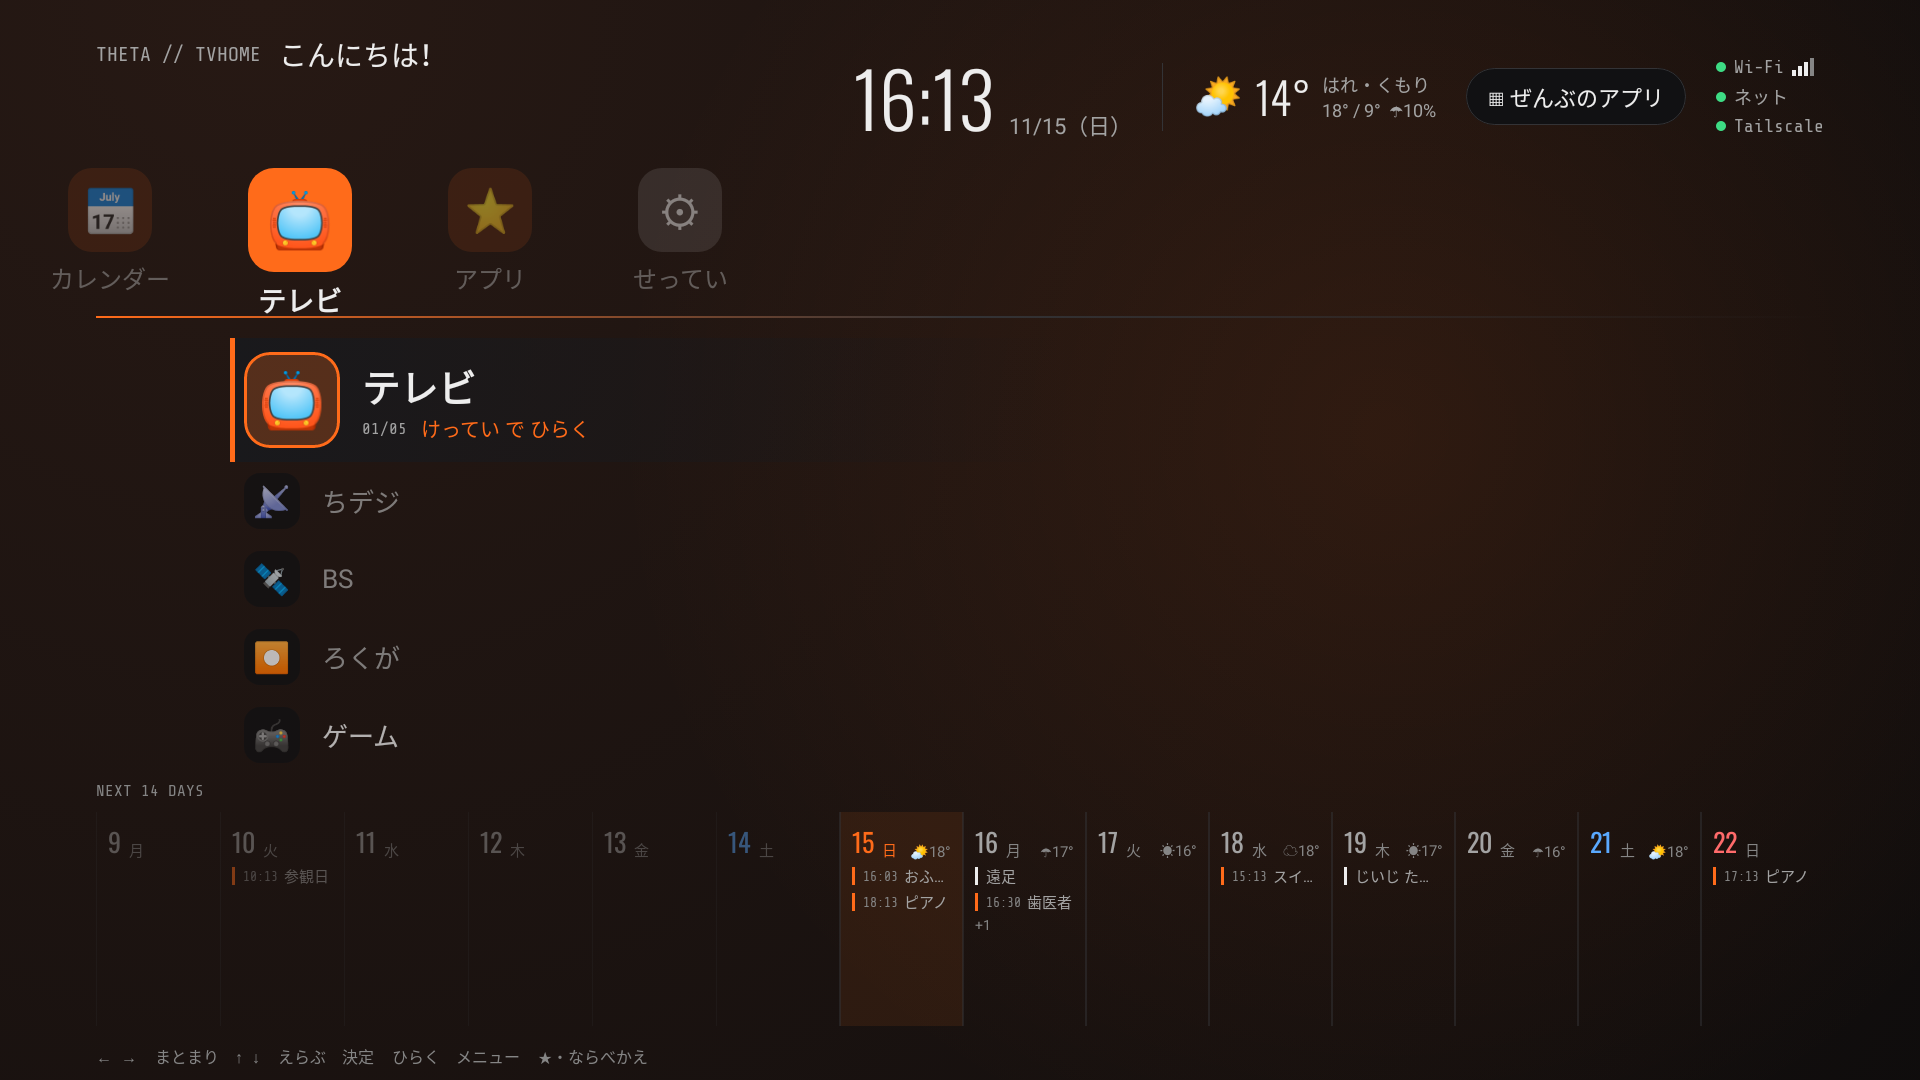 THETA // TVHOME こんにちは!
16:13 11/15（日）
14° はれ・くもり
18° / 9° ☂10%
▦ ぜんぶのアプリ
Wi-Fi
ネット
Tailscale
July
17
カレンダー
テレビ
アプリ
せってい
テレビ
01/05 けってい で ひらく
ちデジ
BS
ろくが
ゲーム
NEXT 14 DAYS
9 月
10 火
10:13 参観日
11 水
12 木
13 金
14 土
15 日 18°
16:03 おふ…
18:13 ピアノ
16 月 ☂17°
遠足
16:30 歯医者
+1
17 火 ☀16°
18 水 ☁18°
15:13 スイ…
19 木 ☀17°
じいじ た…
20 金 ☂16°
21 土 18°
22 日
17:13 ピアノ
← → まとまり ↑ ↓ えらぶ 決定 ひらく メニュー ★・ならべかえ